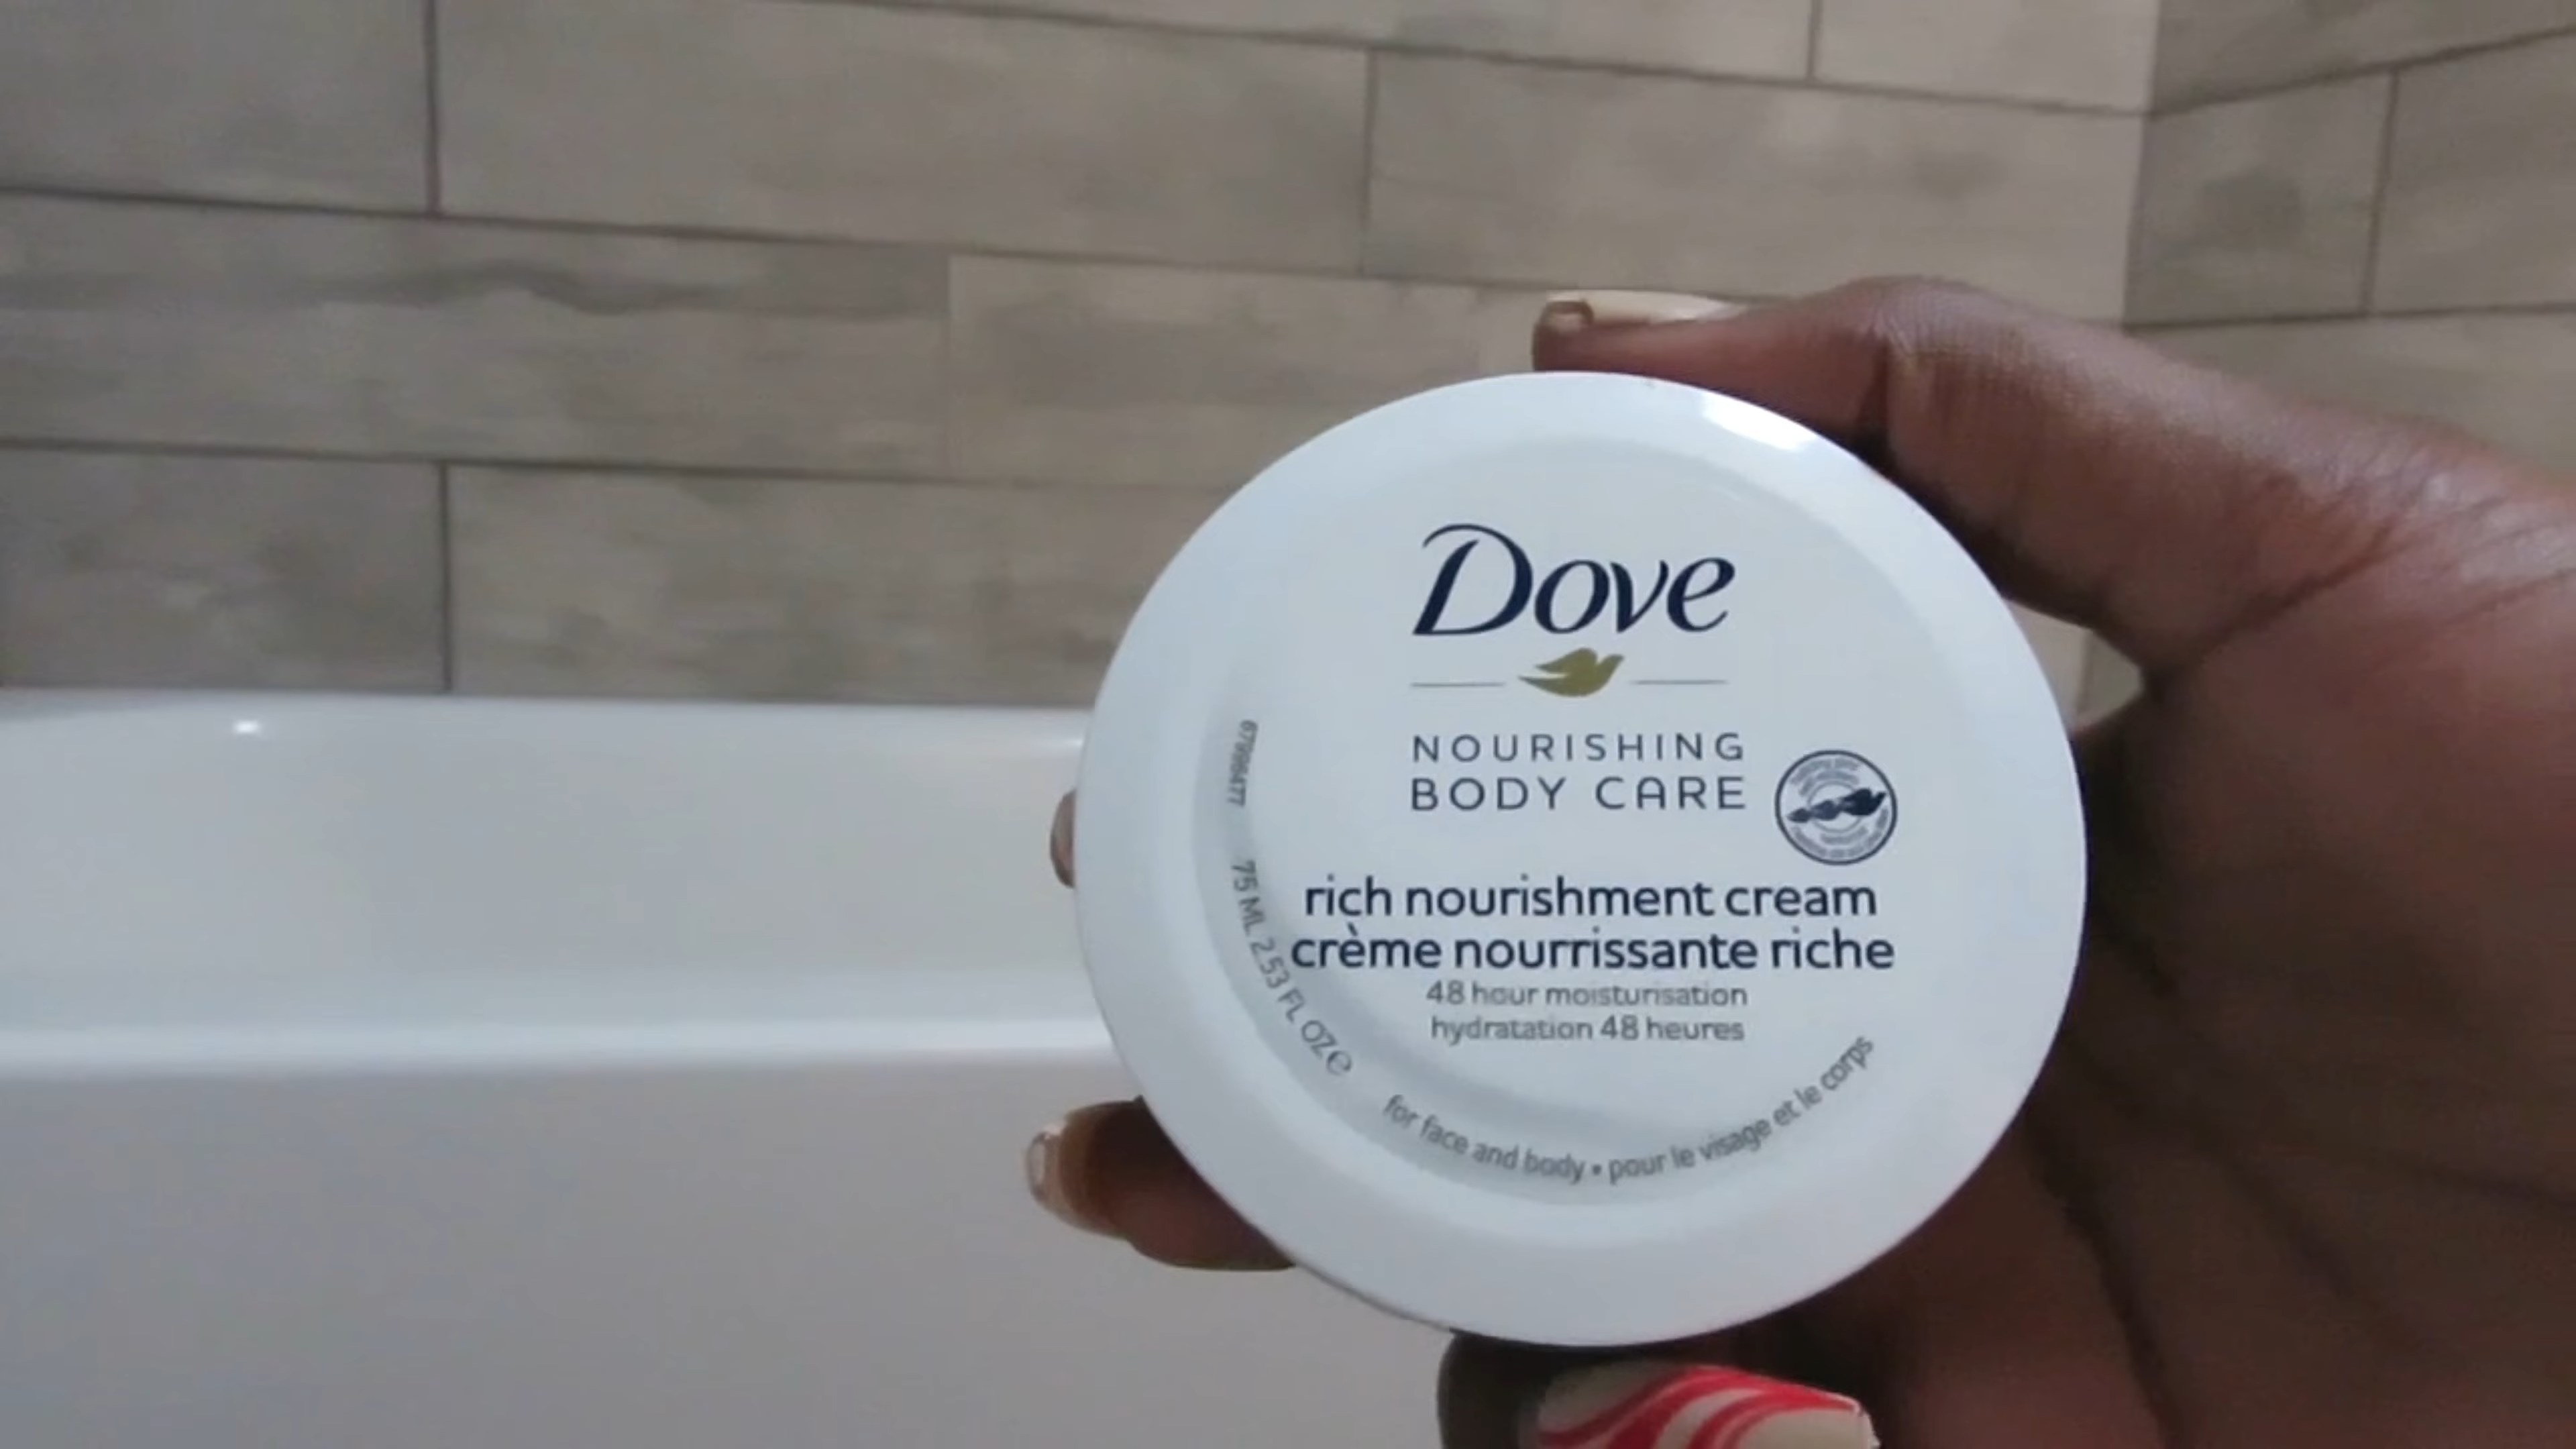 Dove
NOURISHING
BODY CARE
rich nourishment cream
crème nourrissante riche
48 hour moisturisation
hydratation 48 heures
for face and body • pour le visage et le corps
75 ML 2.53 FL OZ e